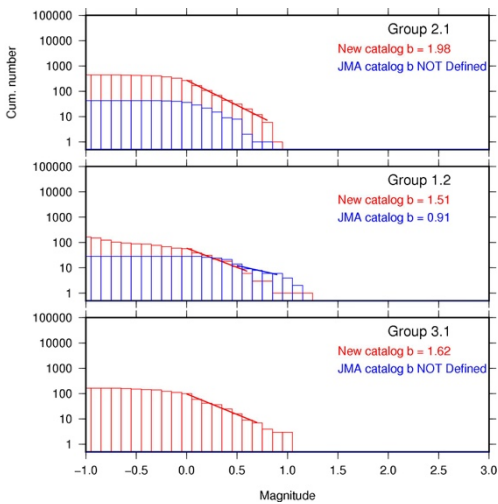 Cum. number
100000
10000
1000
100
10
1
Group 2.1
New catalog b = 1.98
JMA catalog b NOT Defined
100000
10000
1000
100
10
1
Group 1.2
New catalog b = 1.51
JMA catalog b = 0.91
100000
10000
1000
100
10
1
Group 3.1
New catalog b = 1.62
JMA catalog b NOT Defined
−1.0 −0.5 0.0 0.5 1.0 1.5 2.0 2.5 3.0
Magnitude